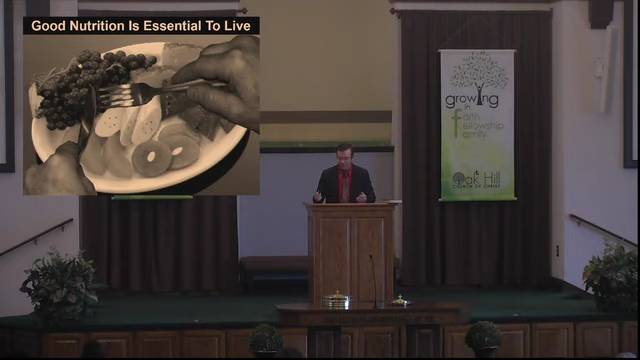 Good Nutrition Is Essential To Live
growing
in
faith
fellowship
family
Oak Hill
CHURCH OF CHRIST